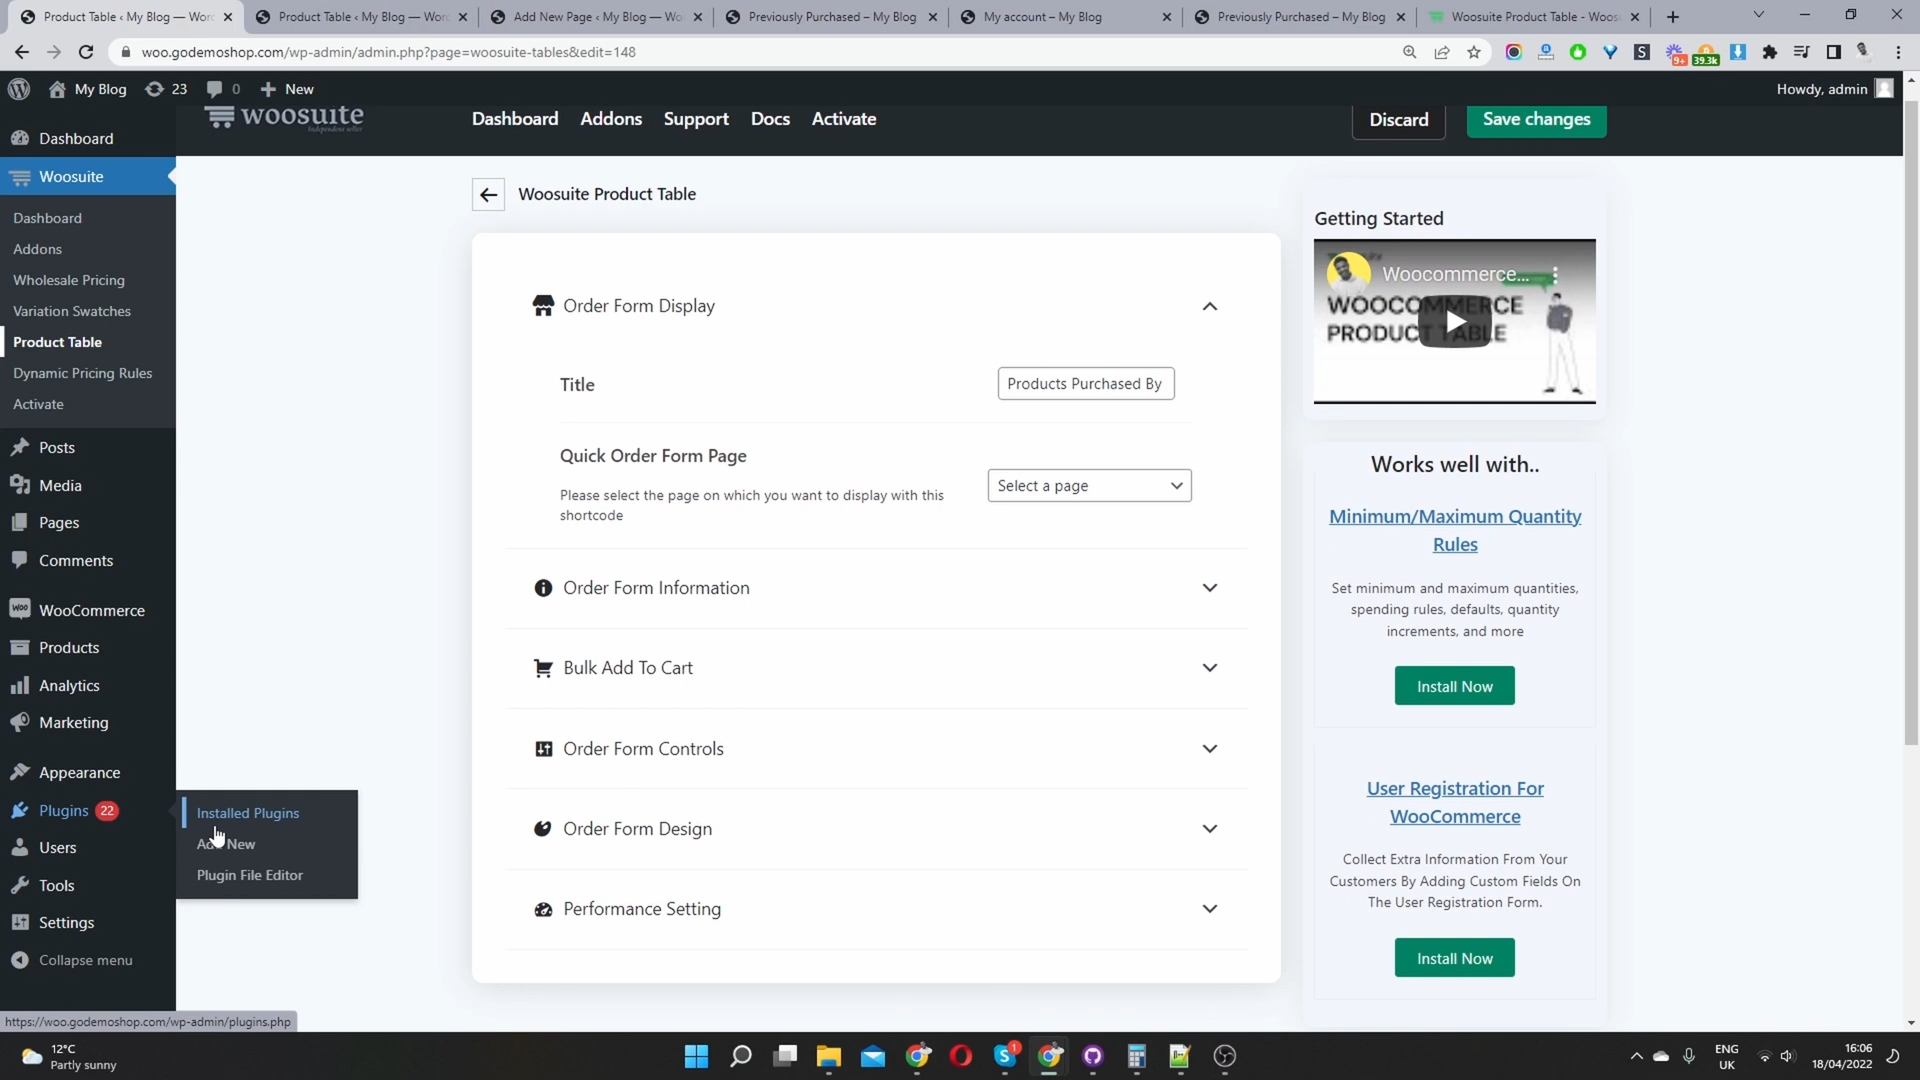 Product Table ‹ My Blog — Worc
Product Table ‹ My Blog — Worc
Add New Page ‹ My Blog — Wo
Previously Purchased – My Blog
My account – My Blog
Previously Purchased – My Blog
Woosuite Product Table - Woos
woo.godemoshop.com/wp-admin/admin.php?page=woosuite-tables&edit=148
9+
39.3k
My Blog
23
0
New
Howdy, admin
woosuite
Independent seller
Dashboard
Addons
Support
Docs
Activate
Discard
Save changes
Dashboard
Woosuite
Dashboard
Addons
Wholesale Pricing
Variation Swatches
Product Table
Dynamic Pricing Rules
Activate
Posts
Media
Pages
Comments
WooCommerce
Products
Analytics
Marketing
Appearance
Plugins 22
Users
Tools
Settings
Collapse menu
Installed Plugins
Add New
Plugin File Editor
Woosuite Product Table
Order Form Display
Title
Products Purchased By
Quick Order Form Page
Please select the page on which you want to display with this
shortcode
Select a page
Order Form Information
Bulk Add To Cart
Order Form Controls
Order Form Design
Performance Setting
Getting Started
Woocommerce...
WOOCOMMERCE
PRODUCT TABLE
Works well with..
Minimum/Maximum Quantity
Rules
Set minimum and maximum quantities,
spending rules, defaults, quantity
increments, and more
Install Now
User Registration For
WooCommerce
Collect Extra Information From Your
Customers By Adding Custom Fields On
The User Registration Form.
Install Now
https://woo.godemoshop.com/wp-admin/plugins.php
12°C
Partly sunny
1
ENG
UK
16:06
18/04/2022